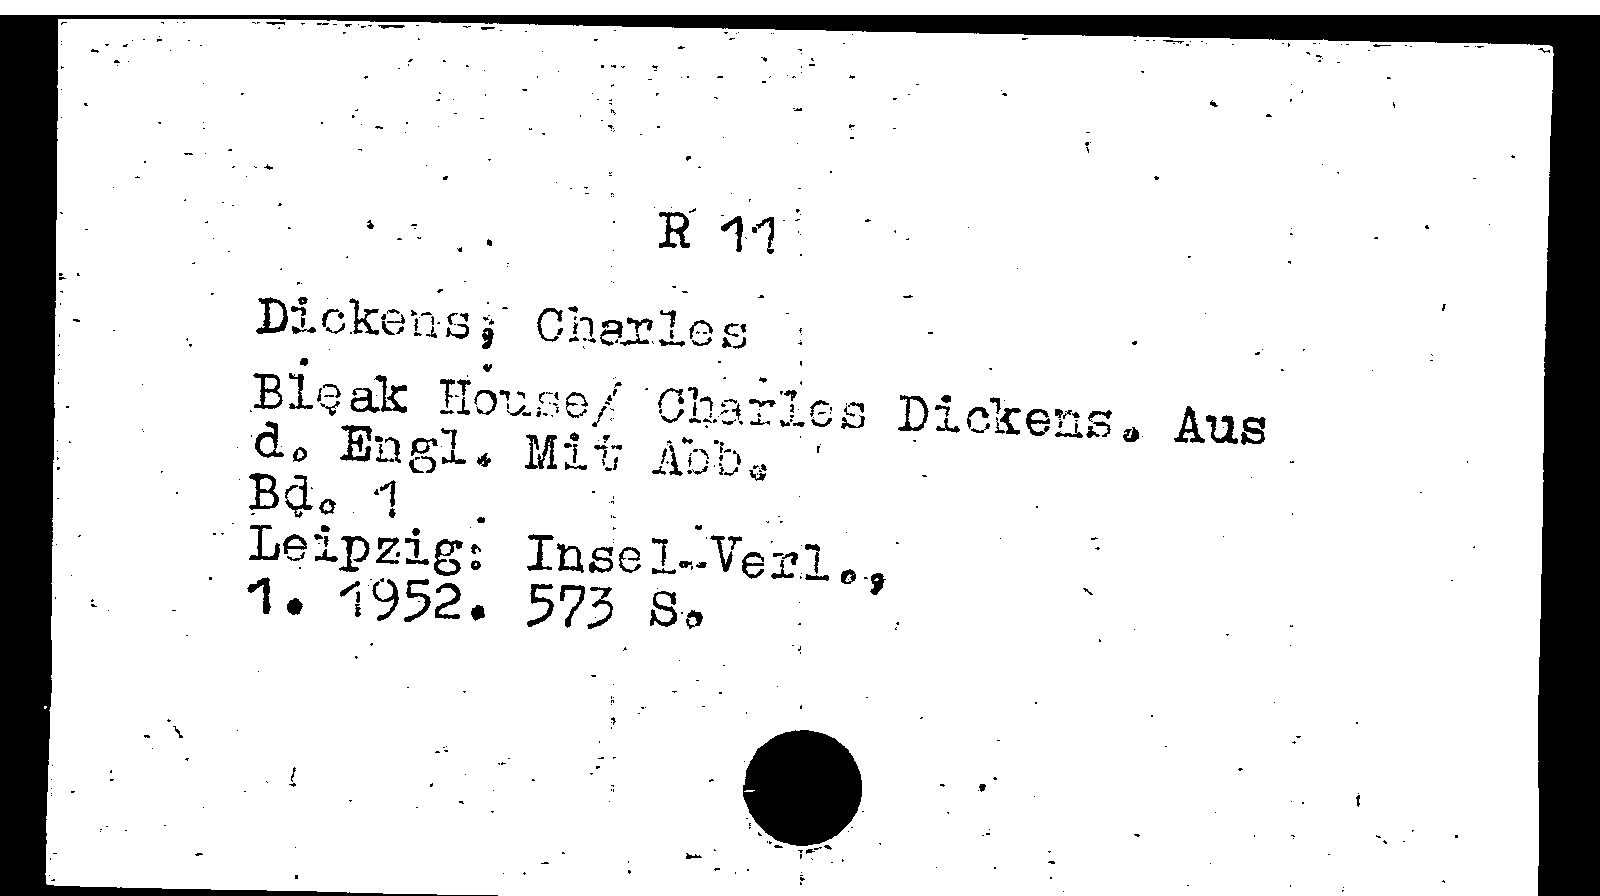 R 11
Dickens, Charles
Bleak House/ Charles Dickens. Aus
d. Engl. Mit Abb.
Bd. 1
Leipzig: Insel-Verl.,
1. 1952. 573 S.